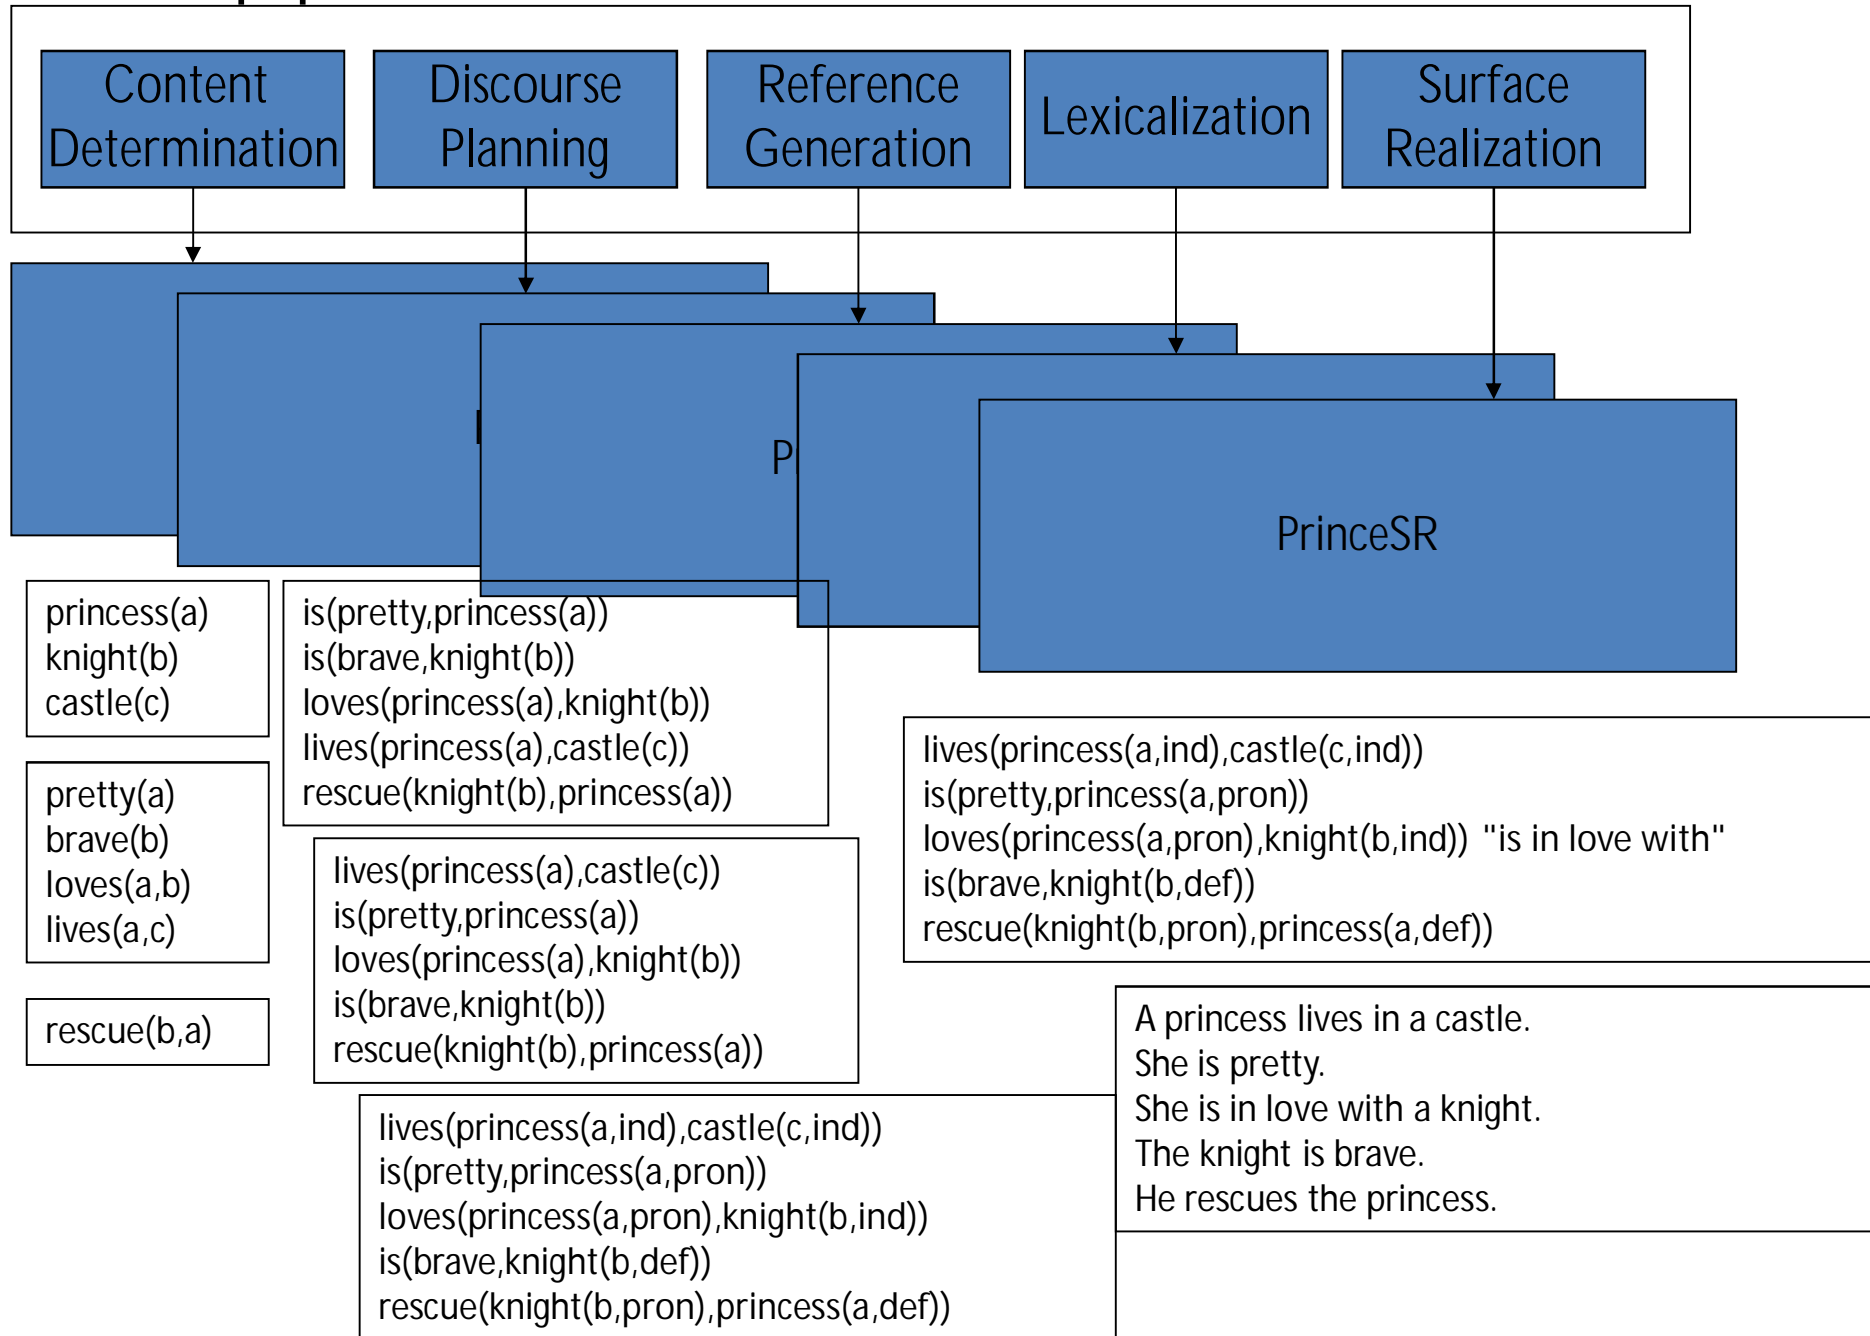 Content
Determination
Discourse
Planning
Reference
Generation
Lexicalization
Surface
Realization
PrinceSR
princess(a)
knight(b)
castle(c)
pretty(a)
brave(b)
loves(a,b)
lives(a,c)
rescue(b,a)
is(pretty,princess(a))
is(brave,knight(b))
loves(princess(a),knight(b))
lives(princess(a),castle(c))
rescue(knight(b),princess(a))
lives(princess(a),castle(c))
is(pretty,princess(a))
loves(princess(a),knight(b))
is(brave,knight(b))
rescue(knight(b),princess(a))
lives(princess(a,ind),castle(c,ind))
is(pretty,princess(a,pron))
loves(princess(a,pron),knight(b,ind))
is(brave,knight(b,def))
rescue(knight(b,pron),princess(a,def))
lives(princess(a,ind),castle(c,ind))
is(pretty,princess(a,pron))
loves(princess(a,pron),knight(b,ind)) "is in love with"
is(brave,knight(b,def))
rescue(knight(b,pron),princess(a,def))
A princess lives in a castle.
She is pretty.
She is in love with a knight.
The knight is brave.
He rescues the princess.